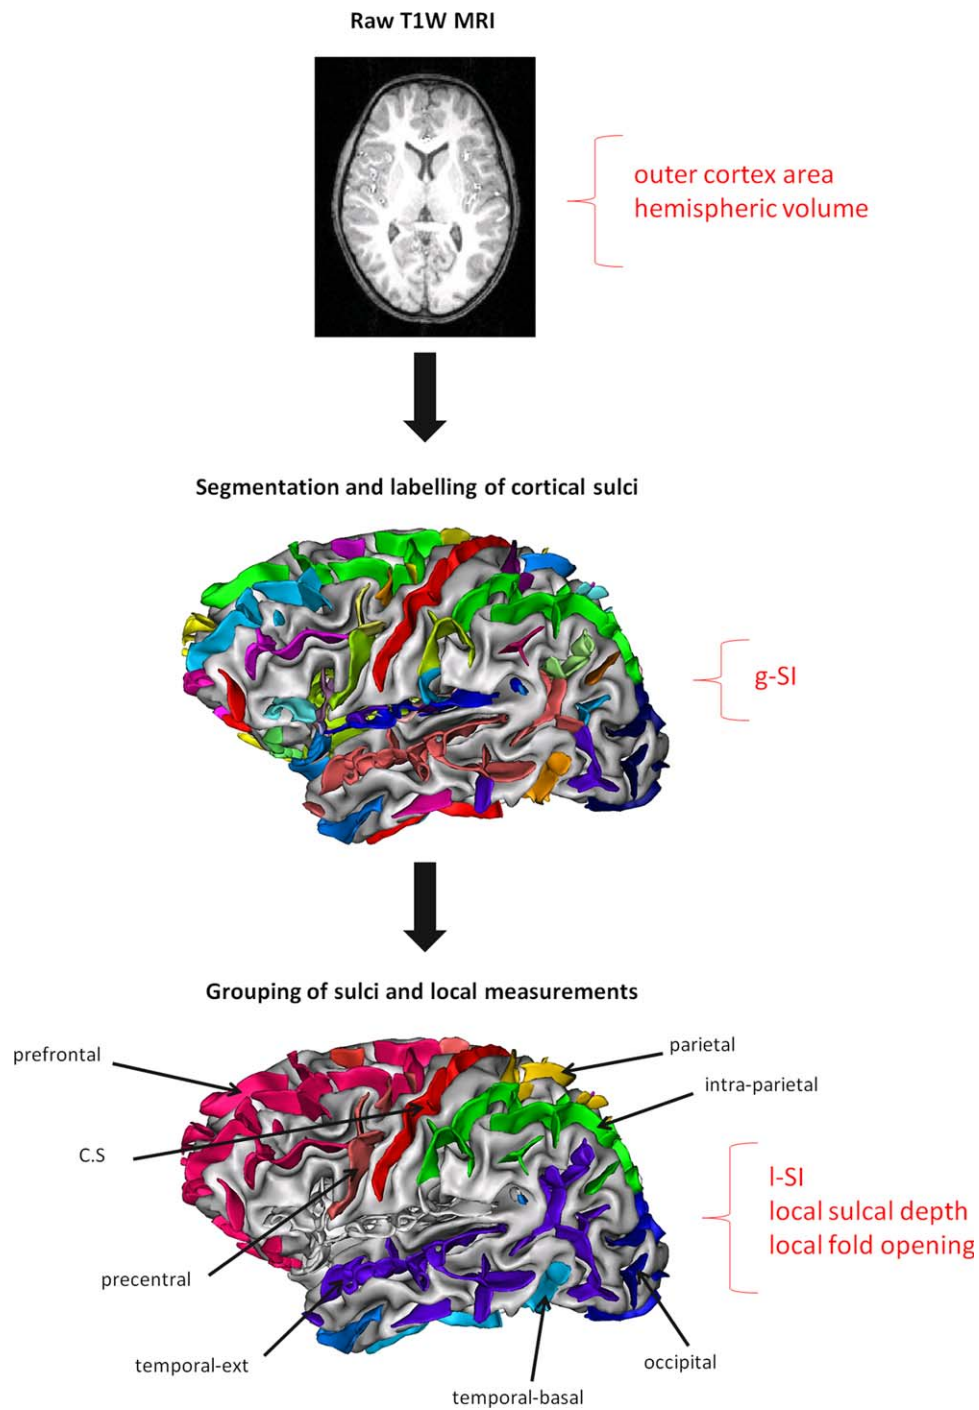 Raw T1W MRI
outer cortex area
hemispheric volume
Segmentation and labelling of cortical sulci
g-SI
Grouping of sulci and local measurements
prefrontal
parietal
intra-parietal
C.S
l-SI
local sulcal depth
local fold opening
precentral
temporal-ext
occipital
temporal-basal